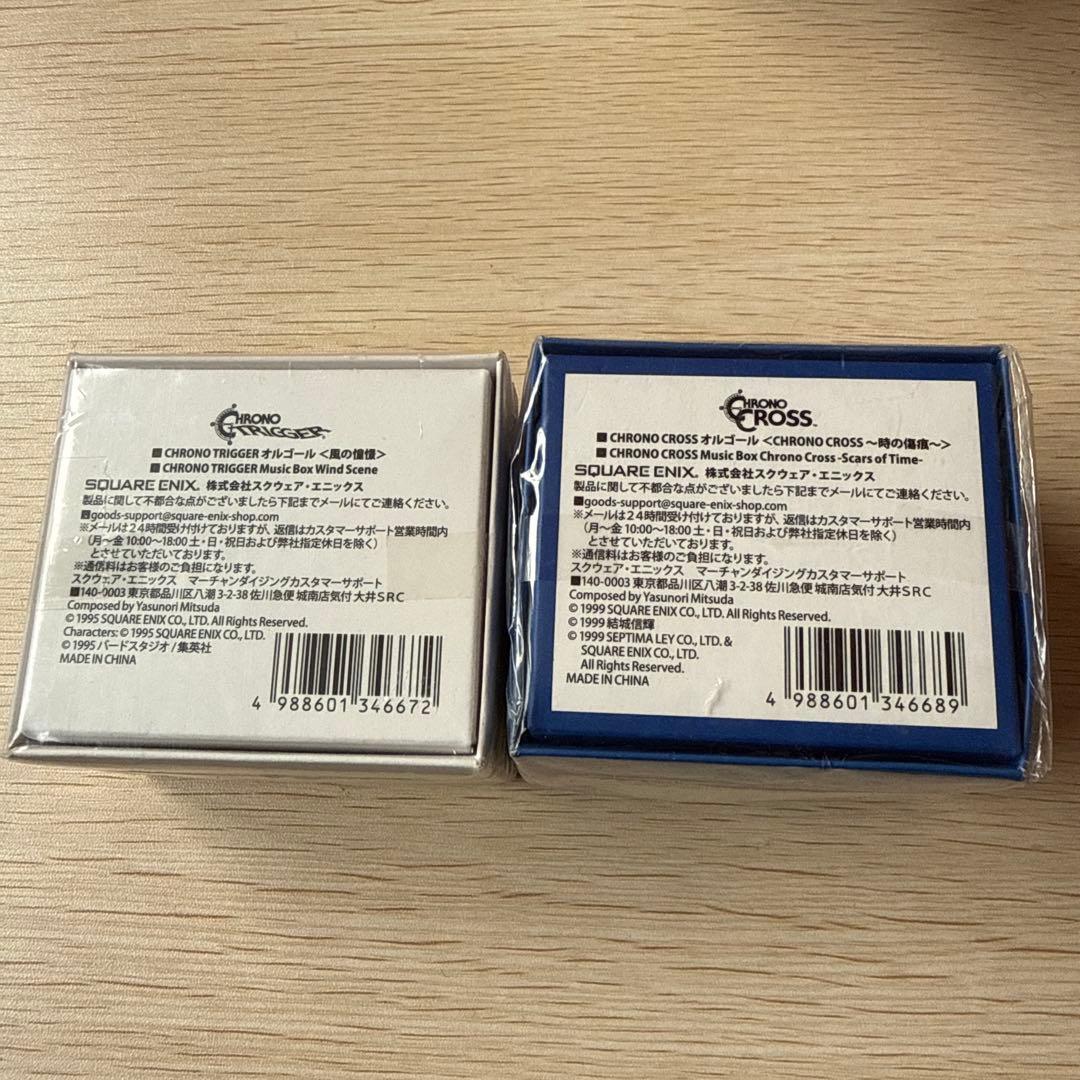 CHRONO
TRIGGER
■ CHRONO TRIGGER オルゴール <風の憧憬>
■ CHRONO TRIGGER Music Box Wind Scene
SQUARE ENIX. 株式会社スクウェア・エニックス
製品に関して不都合な点がございましたら下記までメールにてご連絡ください。
■goods-support@square-enix-shop.com
※メールは24時間受け付けておりますが、返信はカスタマーサポート営業時間内
(月〜金 10:00〜18:00 土・日・祝日および弊社指定休日を除く)
とさせていただいております。
※通信料はお客様のご負担になります。
スクウェア・エニックス マーチャンダイジングカスタマーサポート
■140-0003 東京都品川区八潮 3-2-38 佐川急便 城南店気付 大井SRC
Composed by Yasunori Mitsuda
© 1995 SQUARE ENIX CO., LTD. All Rights Reserved.
Characters: © 1995 SQUARE ENIX CO., LTD.
© 1995 バードスタジオ / 集英社
MADE IN CHINA
4 988601 346672
CHRONO
CROSS™
■ CHRONO CROSS オルゴール <CHRONO CROSS 〜時の傷痕〜>
■ CHRONO CROSS Music Box Chrono Cross -Scars of Time-
SQUARE ENIX. 株式会社スクウェア・エニックス
製品に関して不都合な点がございましたら下記までメールにてご連絡ください。
■goods-support@square-enix-shop.com
※メールは24時間受け付けておりますが、返信はカスタマーサポート営業時間内
(月〜金 10:00〜18:00 土・日・祝日および弊社指定休日を除く)
とさせていただいております。
※通信料はお客様のご負担になります。
スクウェア・エニックス マーチャンダイジングカスタマーサポート
■140-0003 東京都品川区八潮 3-2-38 佐川急便 城南店気付 大井SRC
Composed by Yasunori Mitsuda
© 1999 SQUARE ENIX CO., LTD. All Rights Reserved.
© 1999 結城信輝
© 1999 SEPTIMA LEY CO., LTD. &
SQUARE ENIX CO., LTD.
All Rights Reserved.
MADE IN CHINA
4 988601 346689